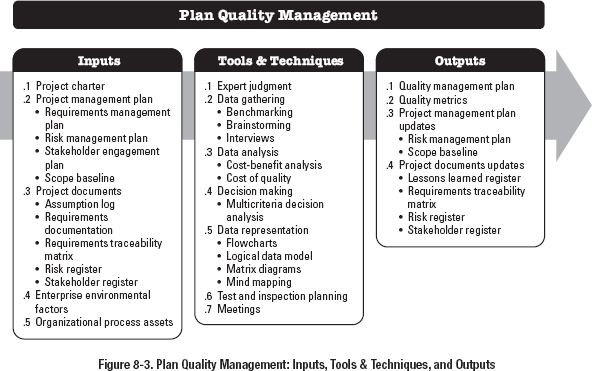 Plan Quality Management
Inputs
.1 Project charter
.2 Project management plan
• Requirements management
plan
• Risk management plan
• Stakeholder engagement
plan
• Scope baseline
.3 Project documents
• Assumption log
• Requirements
documentation
• Requirements traceability
matrix
• Risk register
• Stakeholder register
.4 Enterprise environmental
factors
.5 Organizational process assets
Tools & Techniques
.1 Expert judgment
.2 Data gathering
• Benchmarking
• Brainstorming
• Interviews
.3 Data analysis
• Cost-benefit analysis
• Cost of quality
.4 Decision making
• Multicriteria decision
analysis
.5 Data representation
• Flowcharts
• Logical data model
• Matrix diagrams
• Mind mapping
.6 Test and inspection planning
.7 Meetings
Outputs
.1 Quality management plan
.2 Quality metrics
.3 Project management plan
updates
• Risk management plan
• Scope baseline
.4 Project documents updates
• Lessons learned register
• Requirements traceability
matrix
• Risk register
• Stakeholder register
Figure 8-3. Plan Quality Management: Inputs, Tools & Techniques, and Outputs